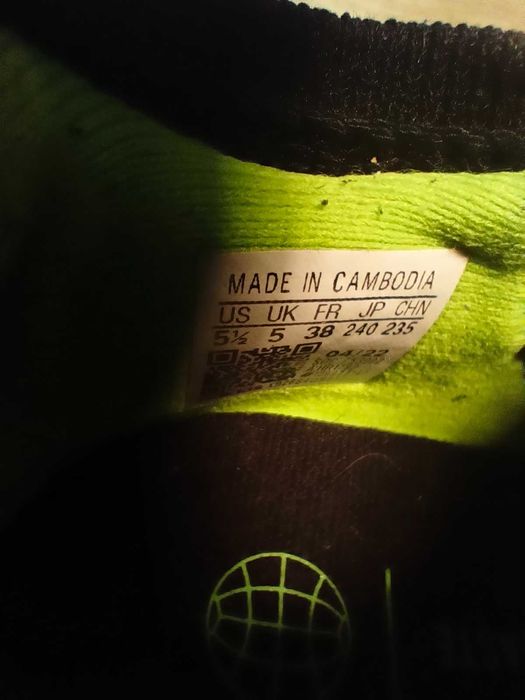 MADE IN CAMBODIA
US UK FR JP CHN
5½ 5 38 240 235
04/22